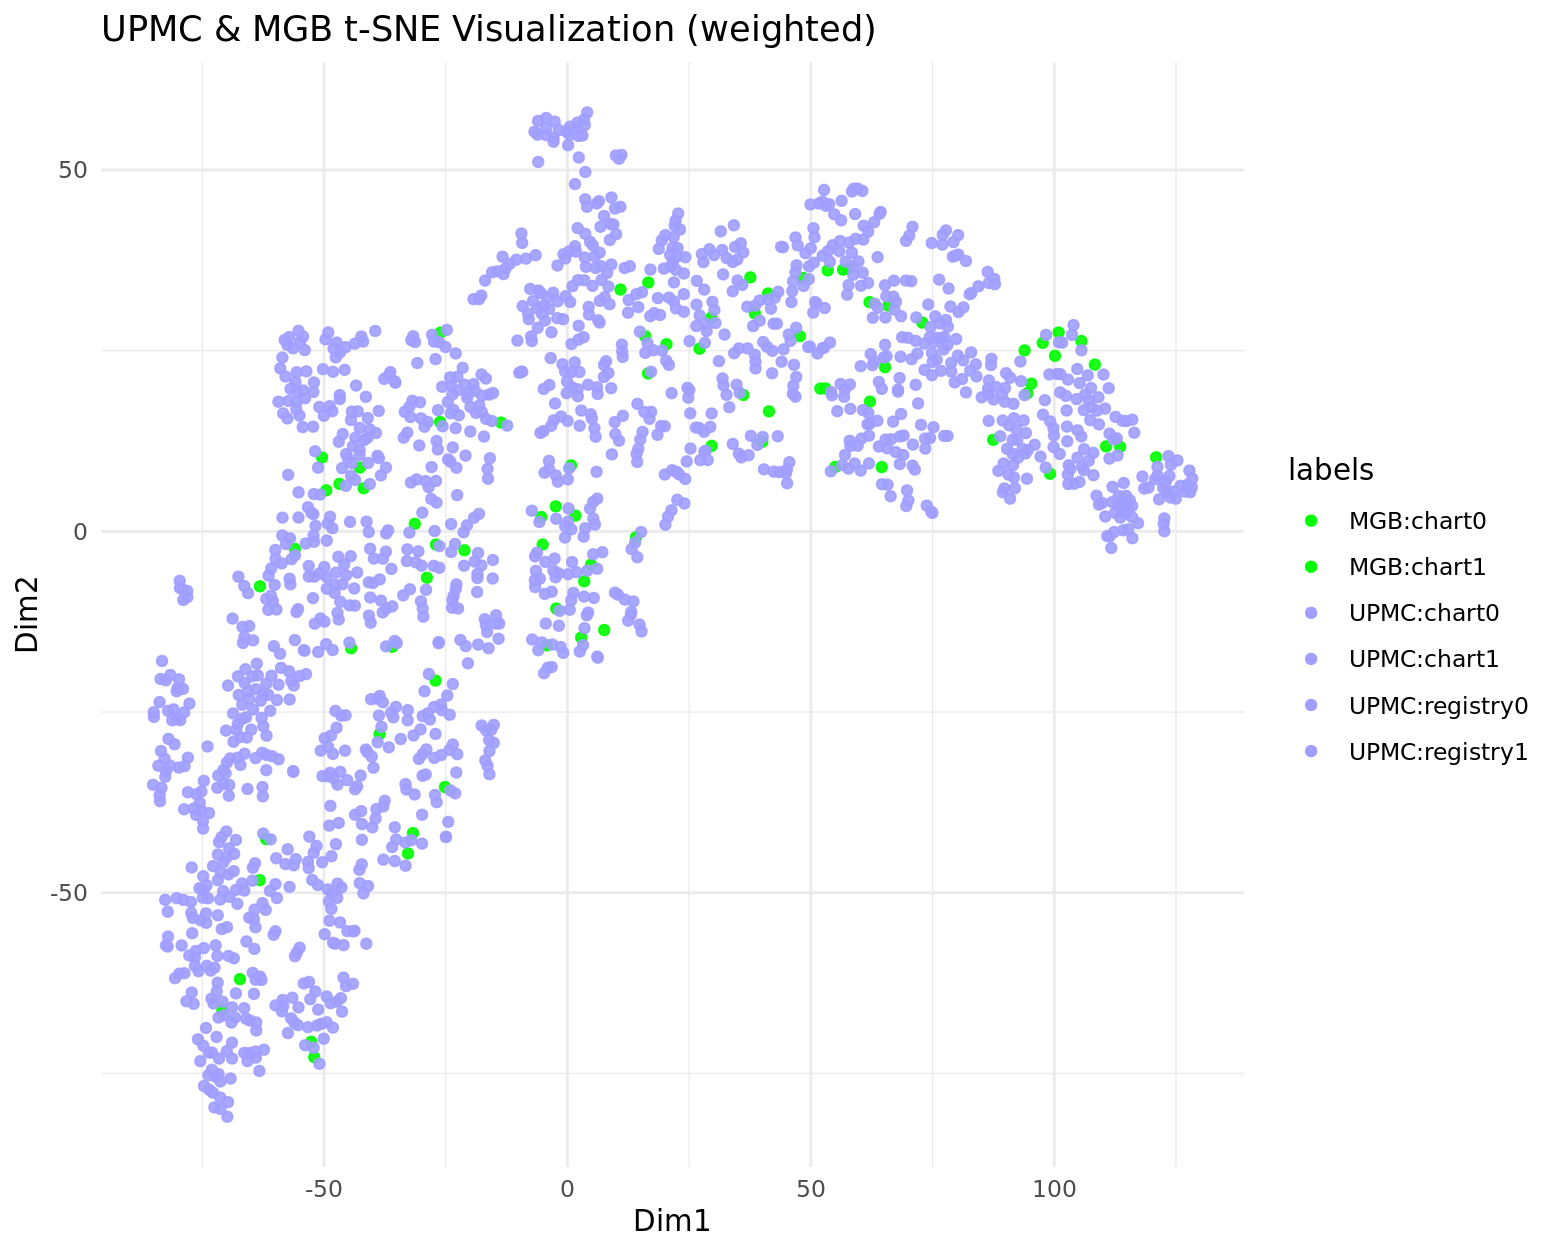 UPMC & MGB t-SNE Visualization (weighted)
50
0
-50
Dim2
-50
0
50
100
Dim1
labels
MGB:chart0
MGB:chart1
UPMC:chart0
UPMC:chart1
UPMC:registry0
UPMC:registry1